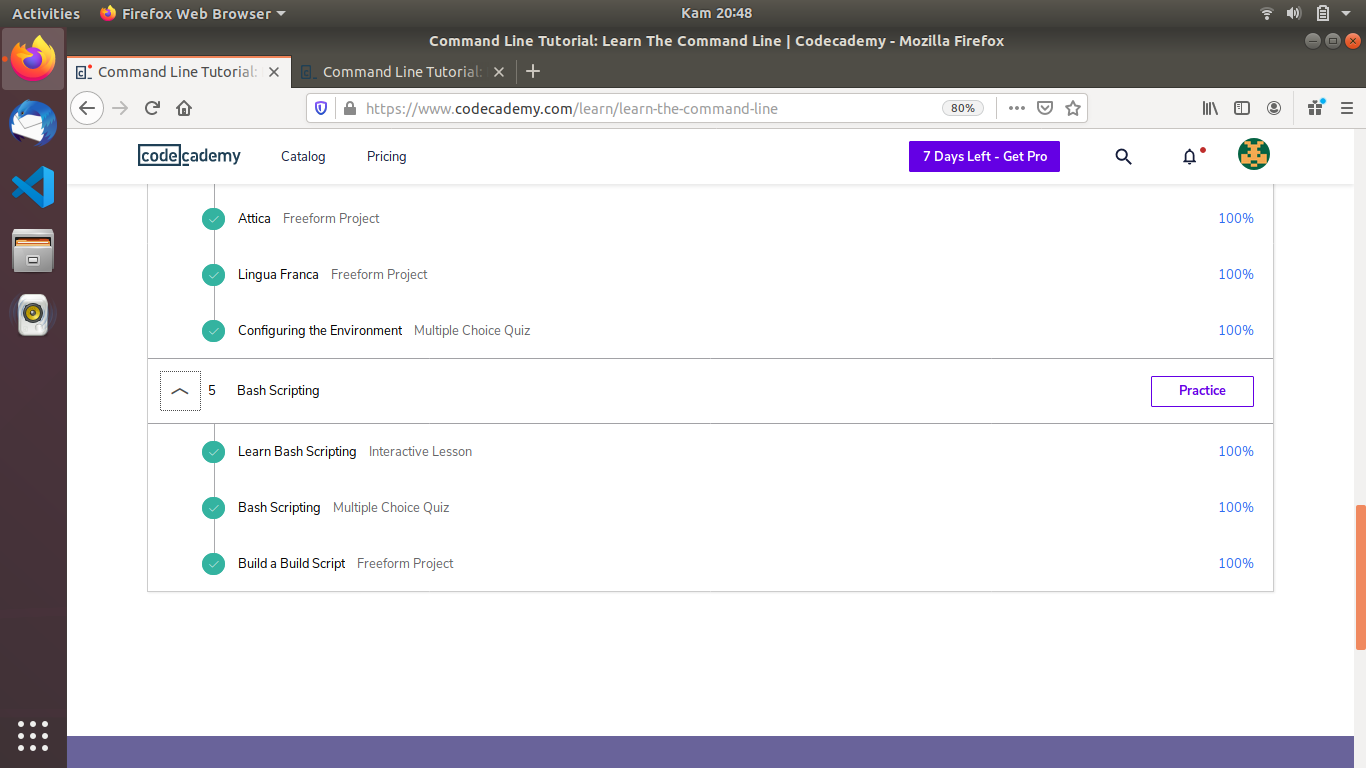 Activities Firefox Web Browser Kam 20:48
Command Line Tutorial: Learn The Command Line | Codecademy - Mozilla Firefox
Command Line Tutorial: Command Line Tutorial:
https://www.codecademy.com/learn/learn-the-command-line 80%
codecademy Catalog Pricing 7 Days Left - Get Pro
Attica Freeform Project 100%
Lingua Franca Freeform Project 100%
Configuring the Environment Multiple Choice Quiz 100%
5 Bash Scripting Practice
Learn Bash Scripting Interactive Lesson 100%
Bash Scripting Multiple Choice Quiz 100%
Build a Build Script Freeform Project 100%